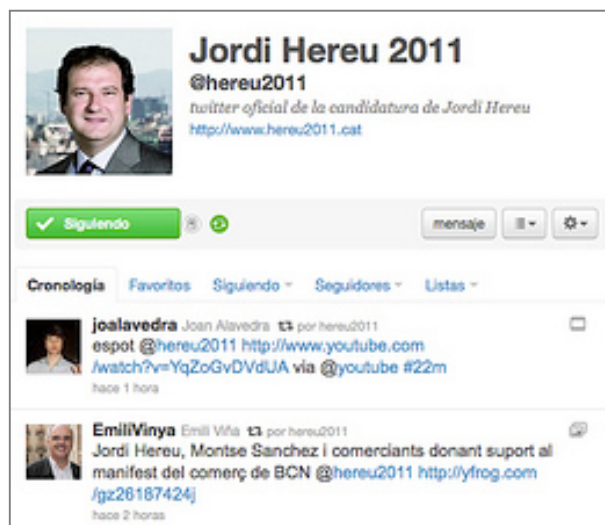 Jordi Hereu 2011
@hereu2011
twitter oficial de la candidatura de Jordi Hereu
http://www.hereu2011.cat
Siguiendo
mensaje
Cronología Favoritos Siguiendo Seguidores Listas
joalavedra Joan Alavedra por hereu2011
espot @hereu2011 http://www.youtube.com
/watch?v=YqZoGvDVdUA via @youtube #22m
hace 1 hora
EmiliVinya Emili Viña por hereu2011
Jordi Hereu, Montse Sanchez i comerciants donant suport al
manifest del comerç de BCN @hereu2011 http://yfrog.com
/gz26187424j
hace 2 horas